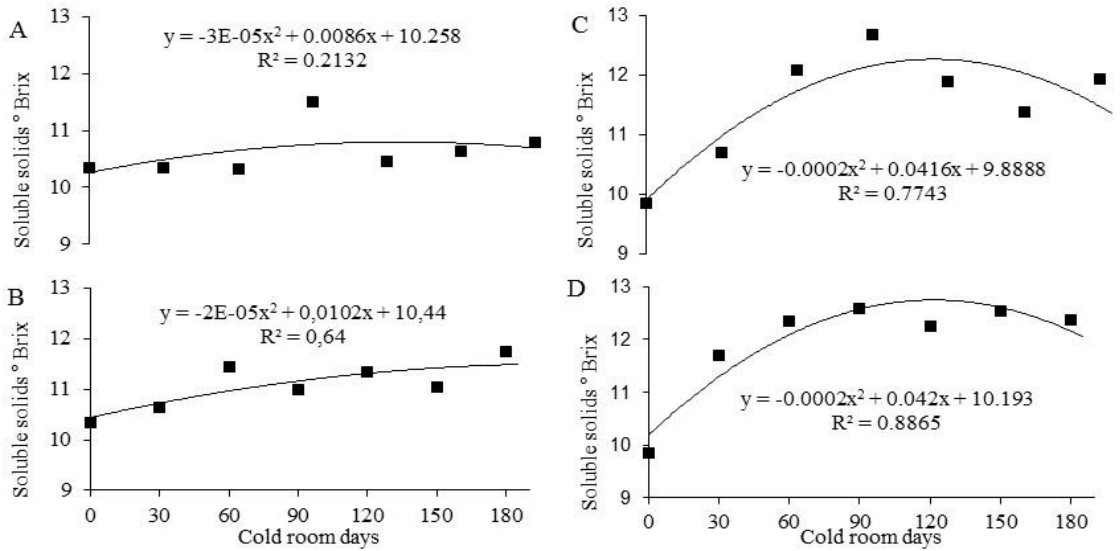 A
Soluble solids ° Brix
13
12
11
10
9
y = -3E-05x² + 0.0086x + 10.258
R² = 0.2132
B
Soluble solids ° Brix
13
12
11
10
9
y = -2E-05x² + 0,0102x + 10,44
R² = 0,64
0 30 60 90 120 150 180
Cold room days
C
Soluble solids ° Brix
13
12
11
10
9
y = -0.0002x² + 0.0416x + 9.8888
R² = 0.7743
D
Soluble solids ° Brix
13
12
11
10
9
y = -0.0002x² + 0.042x + 10.193
R² = 0.8865
0 30 60 90 120 150 180
Cold room days